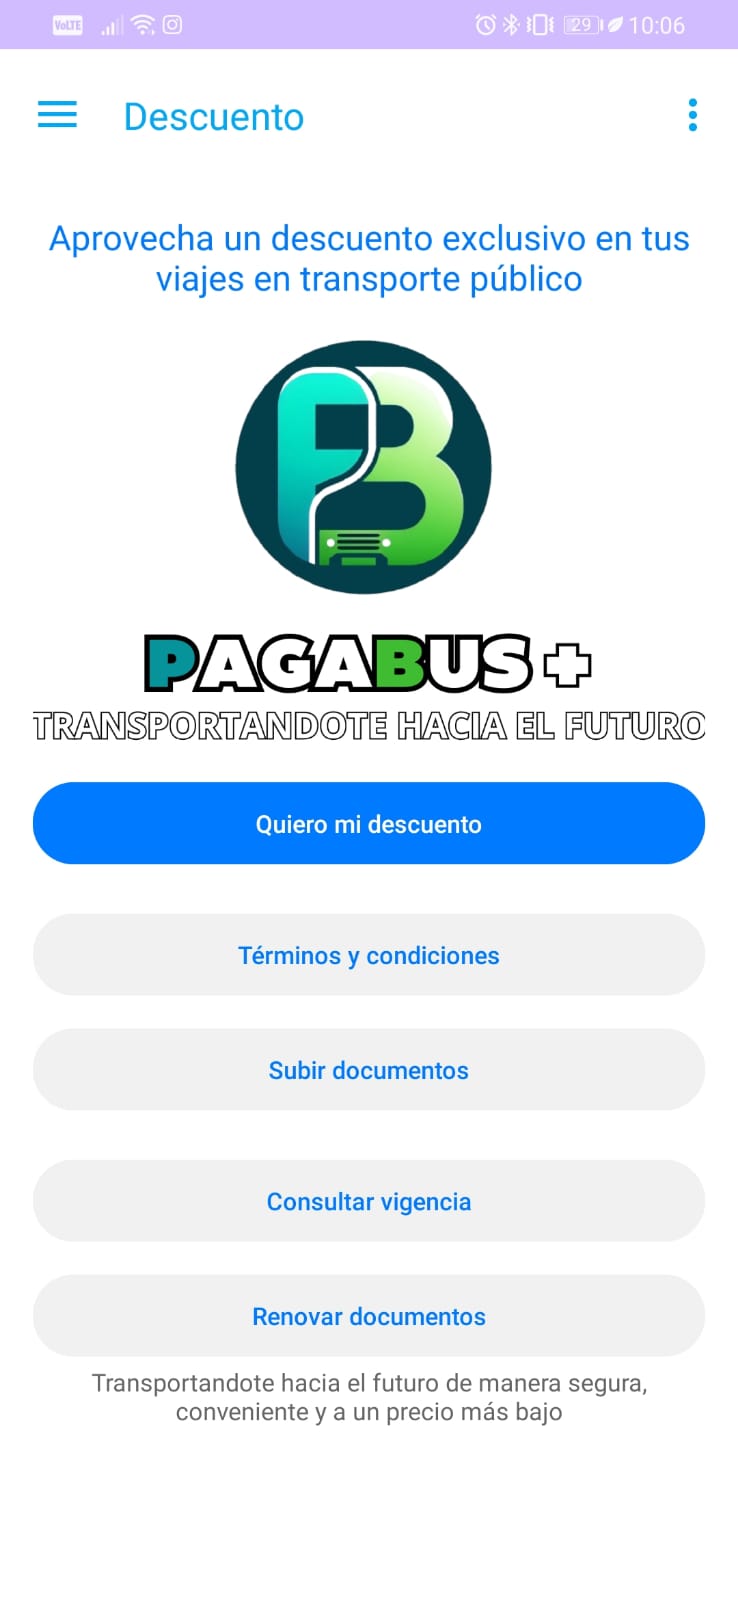 VoLTE 29 10:06
Descuento
Aprovecha un descuento exclusivo en tus
viajes en transporte público
PB
PAGABUS+
TRANSPORTANDOTE HACIA EL FUTURO
Quiero mi descuento
Términos y condiciones
Subir documentos
Consultar vigencia
Renovar documentos
Transportandote hacia el futuro de manera segura,
conveniente y a un precio más bajo